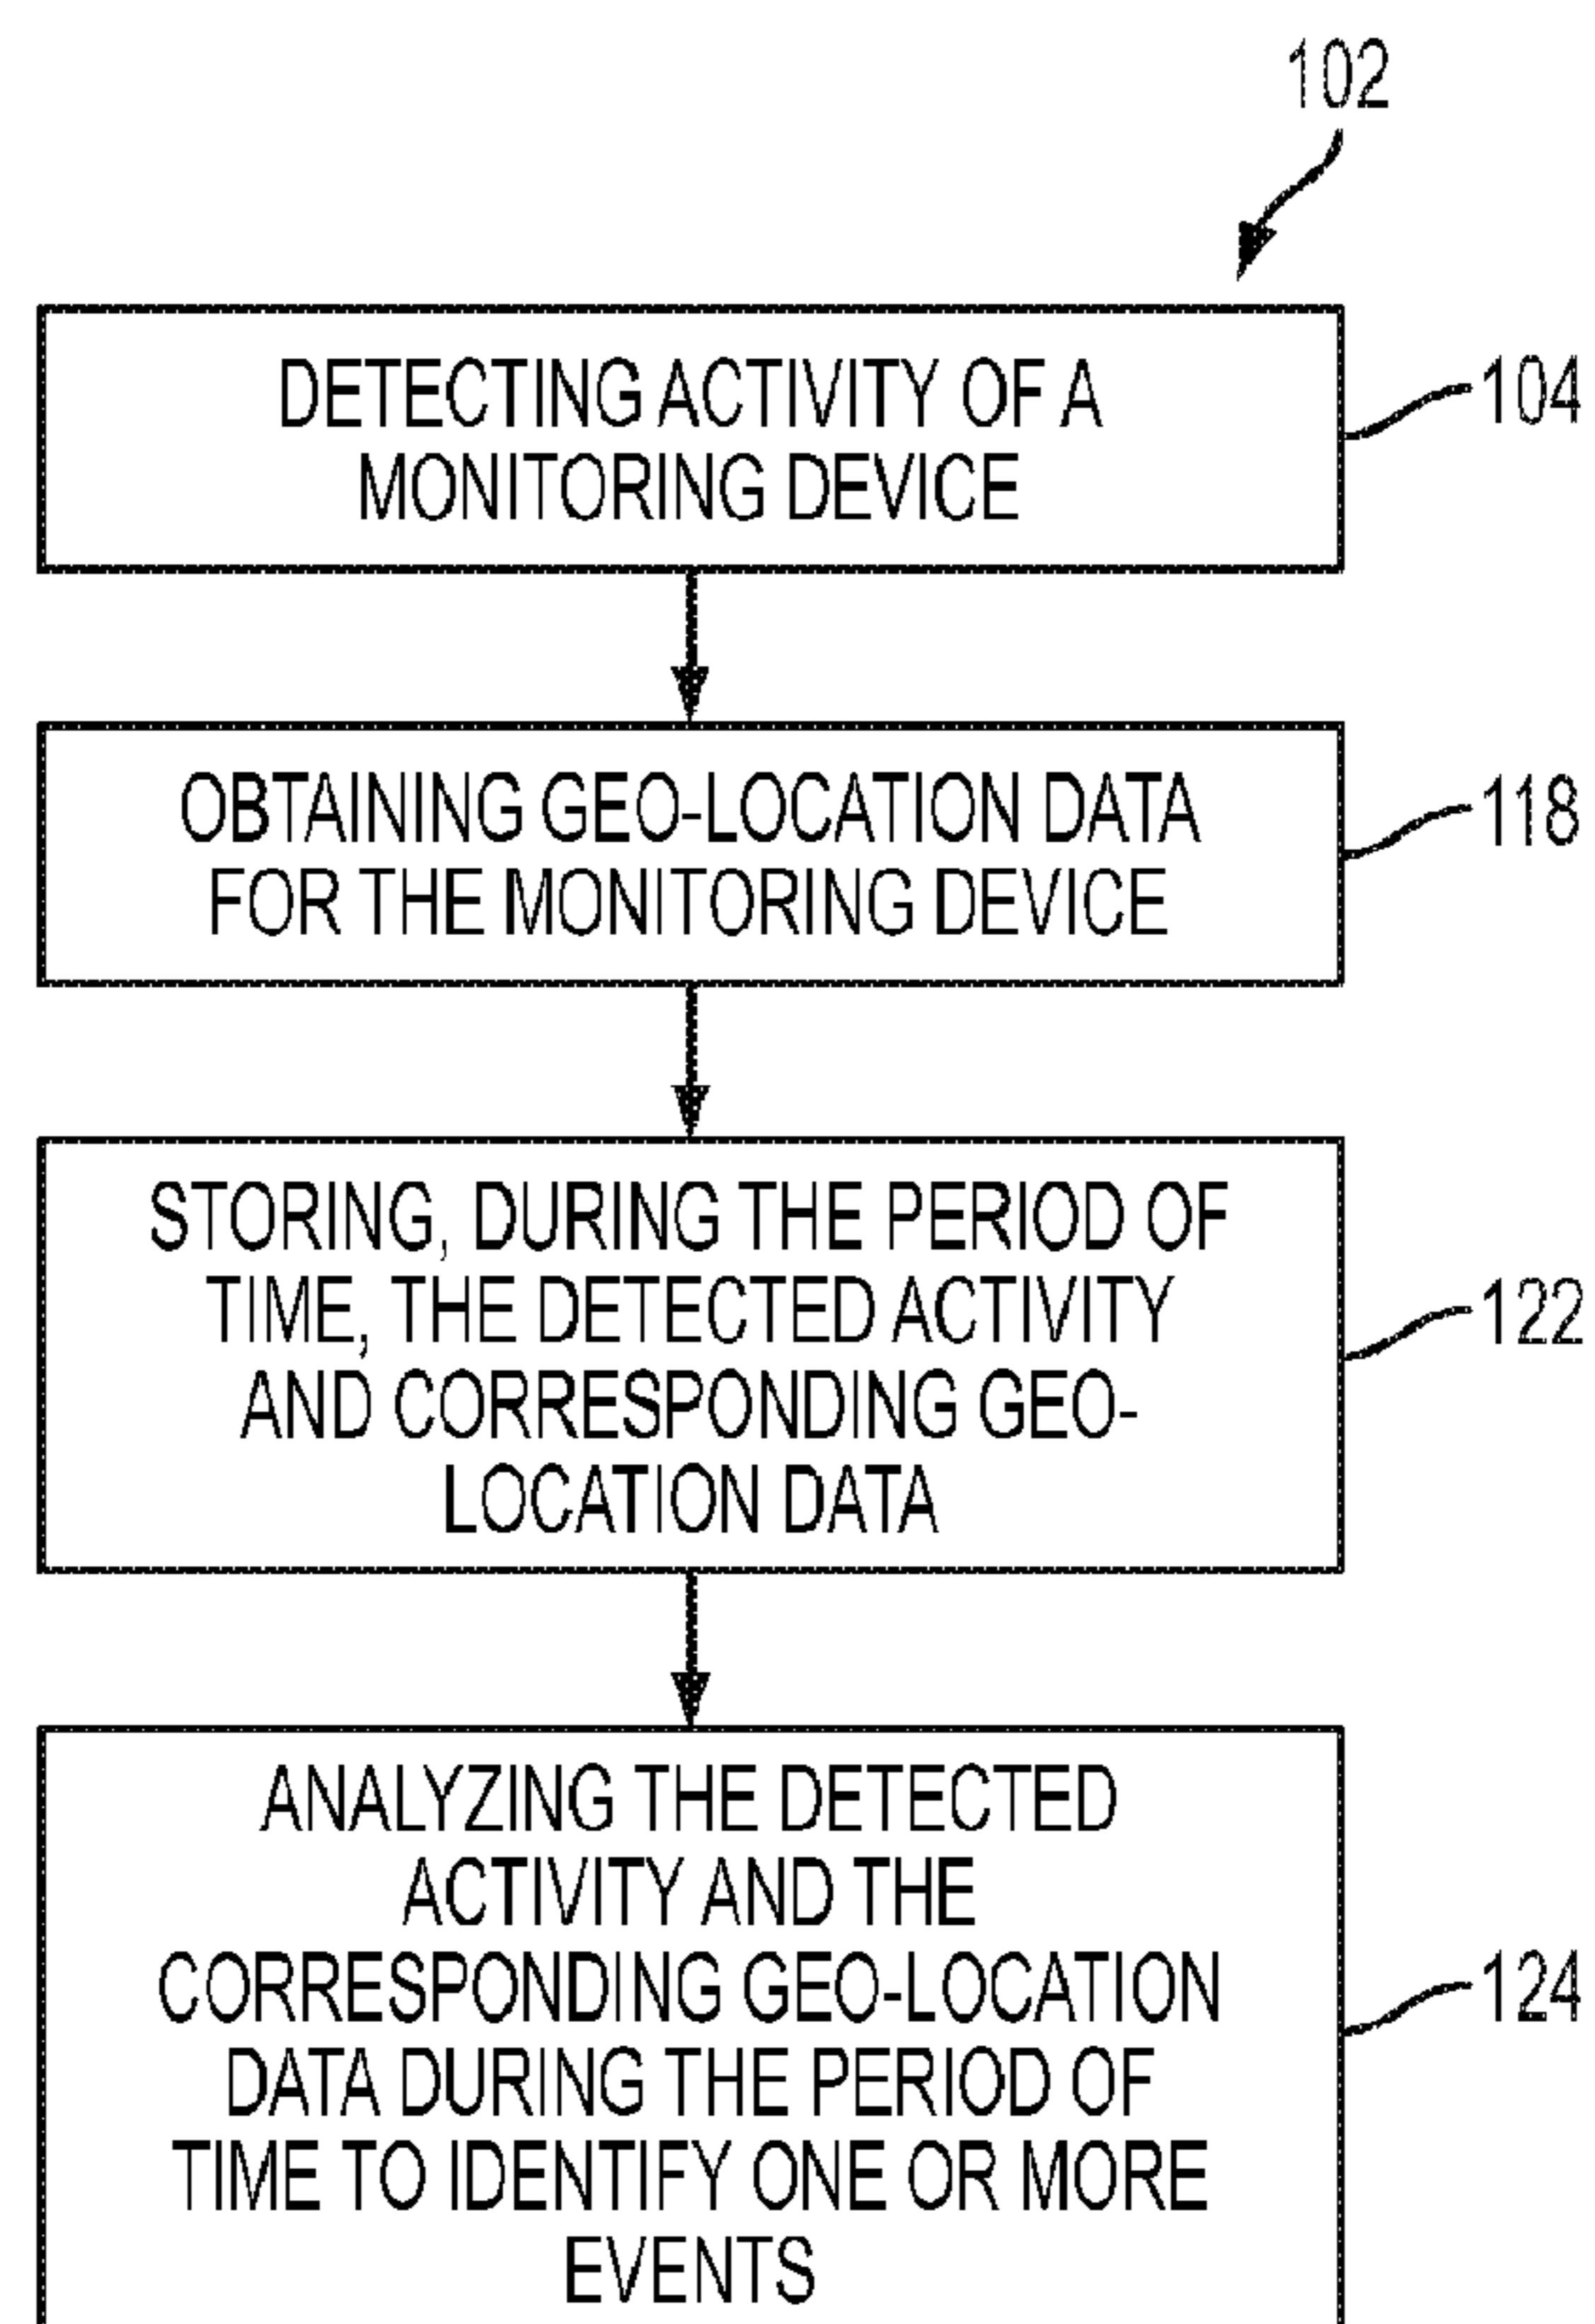 102
DETECTING ACTIVITY OF A
MONITORING DEVICE
104
OBTAINING GEO-LOCATION DATA
FOR THE MONITORING DEVICE
118
STORING, DURING THE PERIOD OF
TIME, THE DETECTED ACTIVITY
AND CORRESPONDING GEO-
LOCATION DATA
122
ANALYZING THE DETECTED
ACTIVITY AND THE
CORRESPONDING GEO-LOCATION
DATA DURING THE PERIOD OF
TIME TO IDENTIFY ONE OR MORE
EVENTS
124